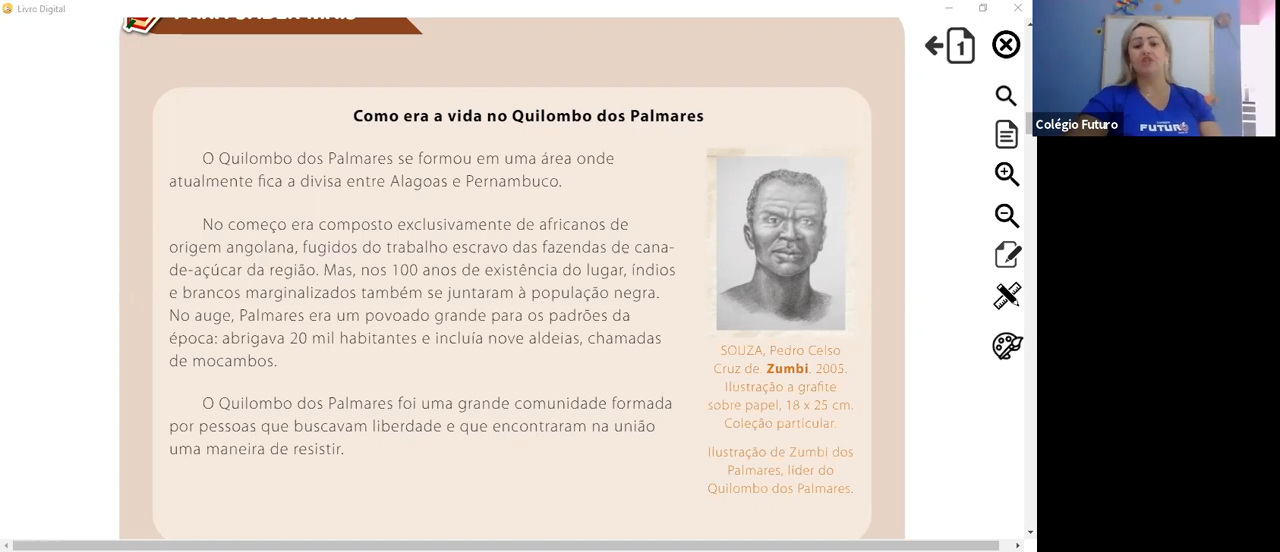 Livro Digital
PARA SABER MAIS
1
Como era a vida no Quilombo dos Palmares
O Quilombo dos Palmares se formou em uma área onde
atualmente fica a divisa entre Alagoas e Pernambuco.
No começo era composto exclusivamente de africanos de
origem angolana, fugidos do trabalho escravo das fazendas de cana-
de-açúcar da região. Mas, nos 100 anos de existência do lugar, índios
e brancos marginalizados também se juntaram à população negra.
No auge, Palmares era um povoado grande para os padrões da
época: abrigava 20 mil habitantes e incluía nove aldeias, chamadas
de mocambos.
O Quilombo dos Palmares foi uma grande comunidade formada
por pessoas que buscavam liberdade e que encontraram na união
uma maneira de resistir.
SOUZA, Pedro Celso
Cruz de. Zumbi. 2005.
Ilustração a grafite
sobre papel, 18 x 25 cm.
Coleção particular.
Ilustração de Zumbi dos
Palmares, líder do
Quilombo dos Palmares.
Colégio Futuro
FUTURO